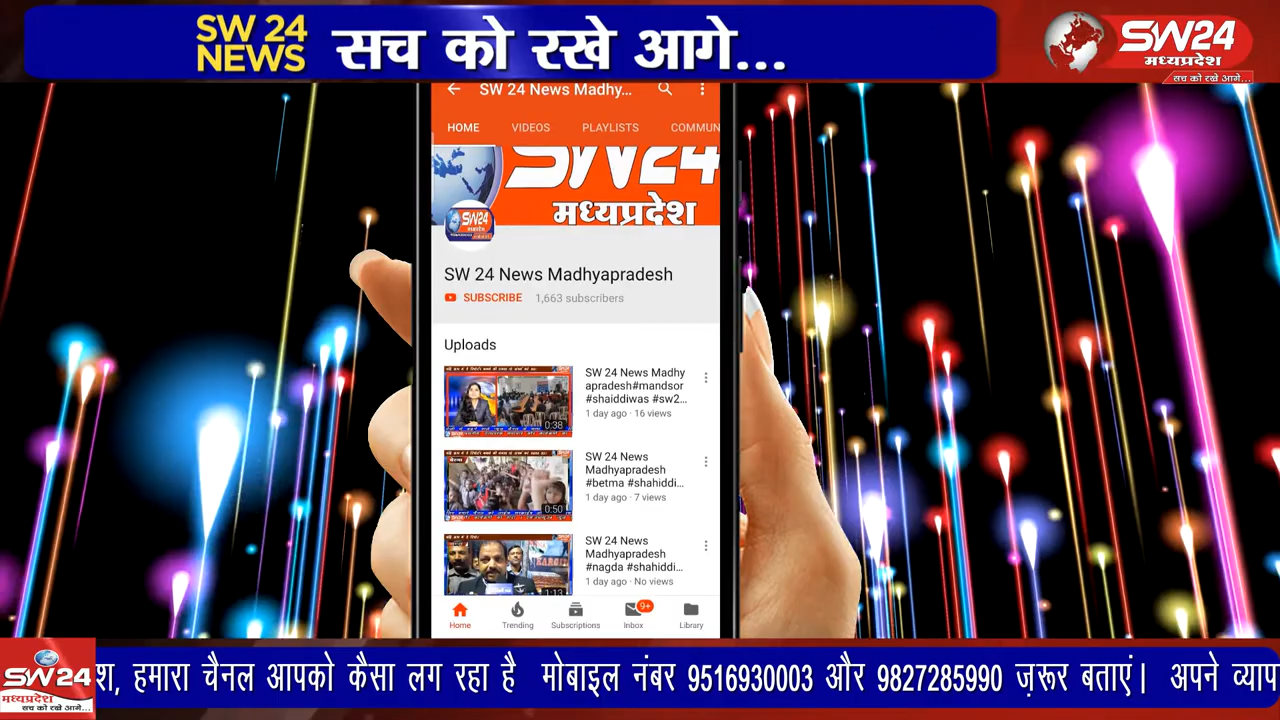 SW 24
NEWS
सच को रखे आगे...
SW24
मध्यप्रदेश
सच को रखे आगे...
SW 24 News Madhy...
HOME VIDEOS PLAYLISTS COMMUN
SW24
मध्यप्रदेश
SW24
SW 24 News Madhyapradesh
SUBSCRIBE 1,663 subscribers
Uploads
SW 24 News Madhy
apradesh#mandsor
#shaiddiwas #sw2...
1 day ago · 16 views
0:38
SW 24 News
Madhyapradesh
#betma #shahiddi...
1 day ago · 7 views
0:50
SW 24 News
Madhyapradesh
#nagda #shahiddi...
1 day ago · No views
1:13
9+
Home Trending Subscriptions Inbox Library
SW24
मध्यप्रदेश
सच को रखे आगे...
श, हमारा चैनल आपको कैसा लग रहा है मोबाइल नंबर 9516930003 और 9827285990 ज़रूर बताएं। अपने व्याप